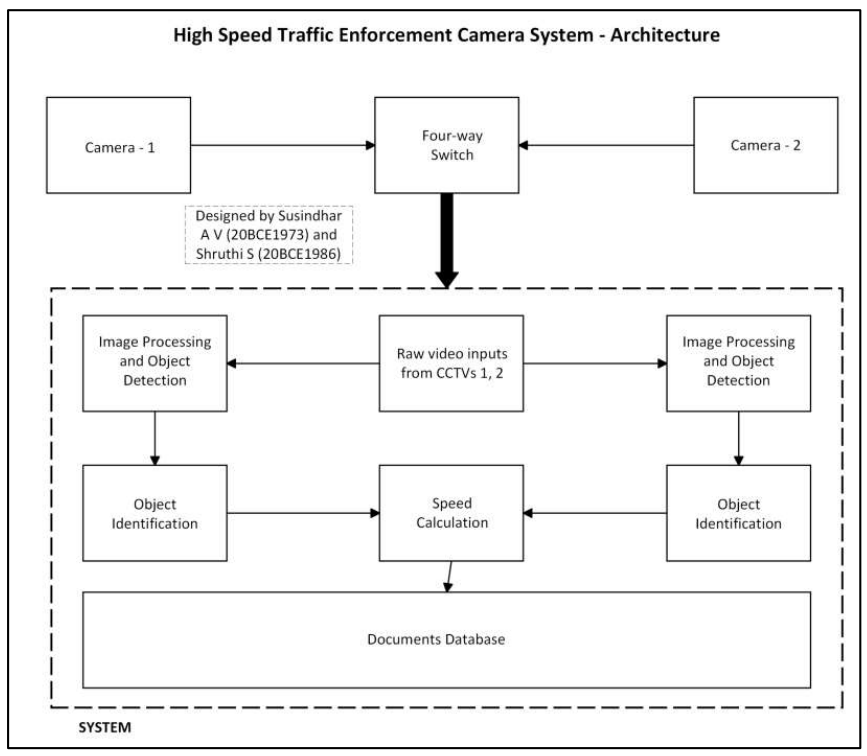 High Speed Traffic Enforcement Camera System - Architecture
Camera - 1
Four-way
Switch
Camera - 2
Designed by Susindhar
A V (20BCE1973) and
Shruthi S (20BCE1986)
Image Processing
and Object
Detection
Raw video inputs
from CCTVs 1, 2
Image Processing
and Object
Detection
Object
Identification
Speed
Calculation
Object
Identification
Documents Database
SYSTEM